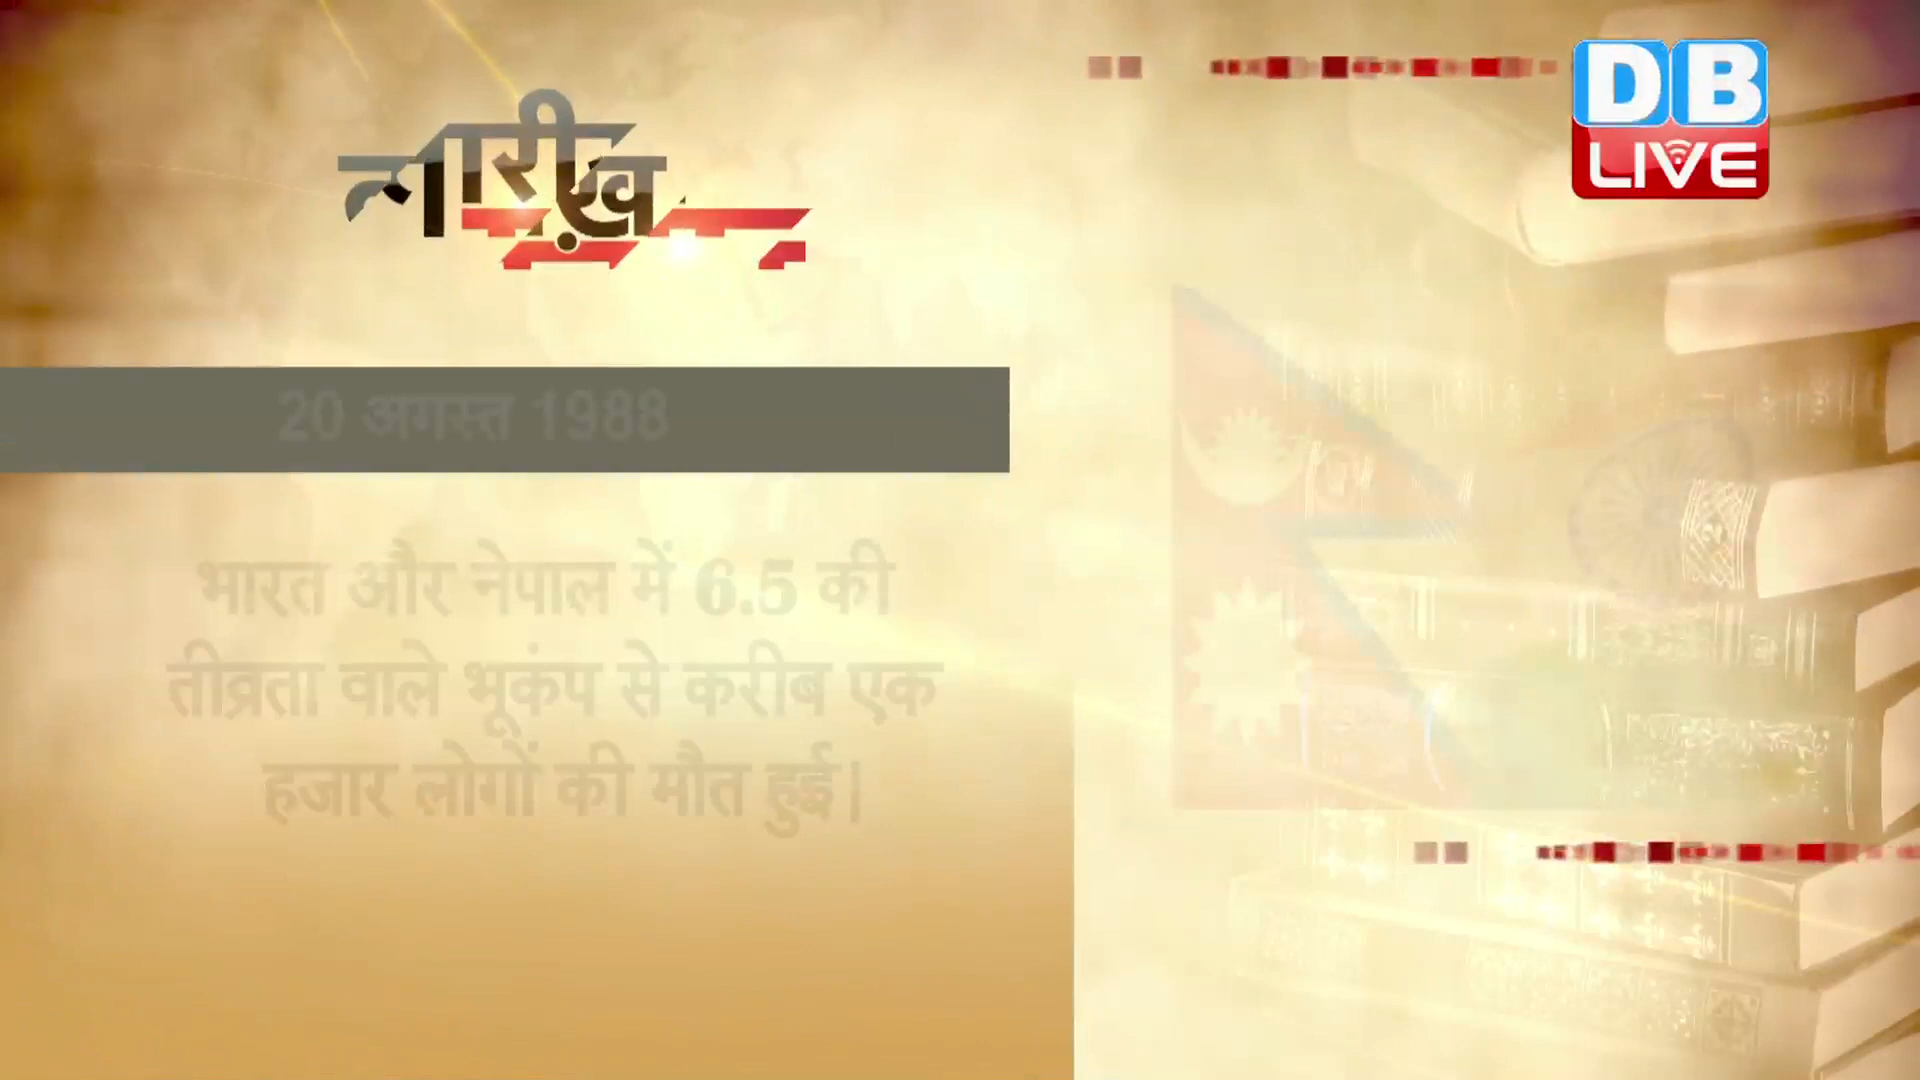 तारीख़
DB
LIVE
20 अगस्त 1988
भारत और नेपाल में 6.5 की
तीव्रता वाले भूकंप से करीब एक
हजार लोगों की मौत हुई|